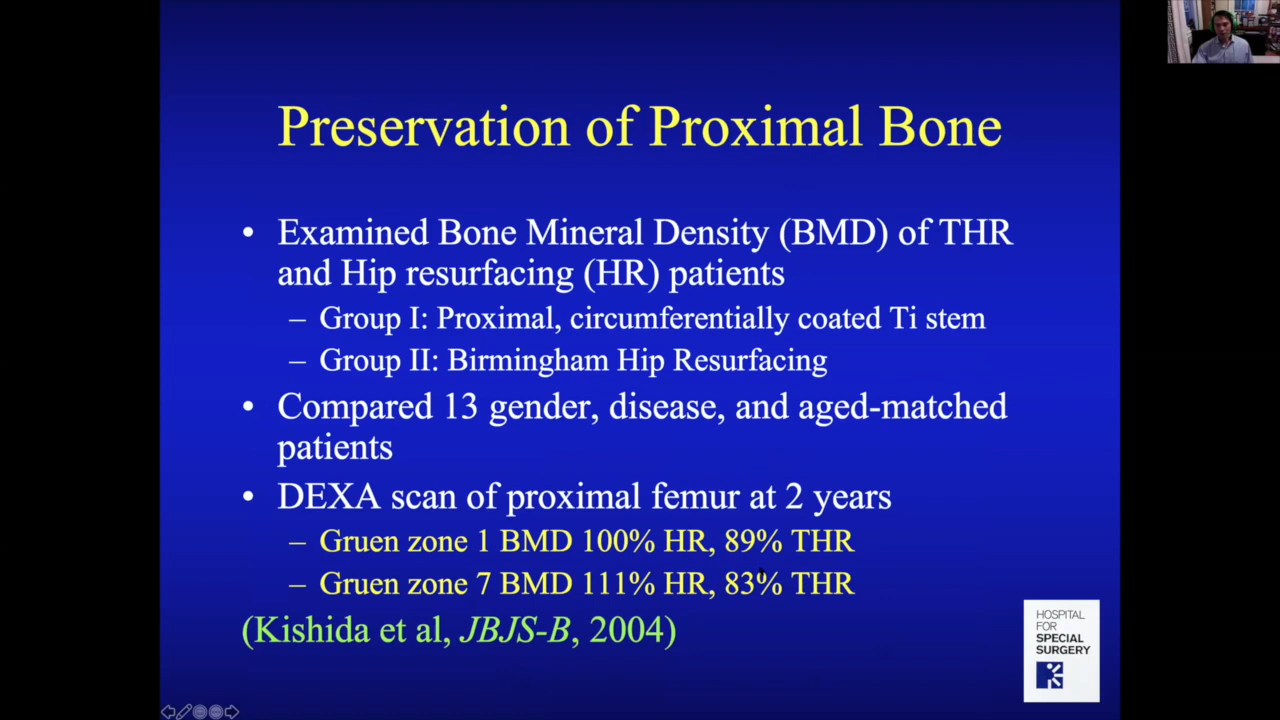 Preservation of Proximal Bone
• Examined Bone Mineral Density (BMD) of THR
and Hip resurfacing (HR) patients
– Group I: Proximal, circumferentially coated Ti stem
– Group II: Birmingham Hip Resurfacing
• Compared 13 gender, disease, and aged-matched
patients
• DEXA scan of proximal femur at 2 years
– Gruen zone 1 BMD 100% HR, 89% THR
– Gruen zone 7 BMD 111% HR, 83% THR
(Kishida et al, JBJS-B, 2004)
HOSPITAL
FOR
SPECIAL
SURGERY